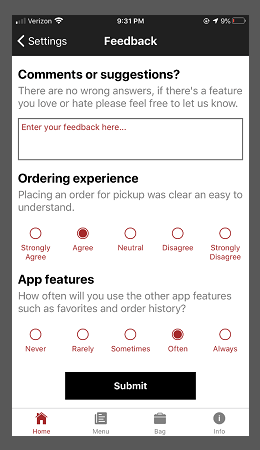 Verizon 9:31 PM 9%
Settings Feedback
Comments or suggestions?
There are no wrong answers, if there's a feature
you love or hate please feel free to let us know.
Enter your feedback here...
Ordering experience
Placing an order for pickup was clear an easy to
understand.
Strongly Agree Agree Neutral Disagree Strongly Disagree
App features
How often will you use the other app features
such as favorites and order history?
Never Rarely Sometimes Often Always
Submit
Home Menu Bag Info